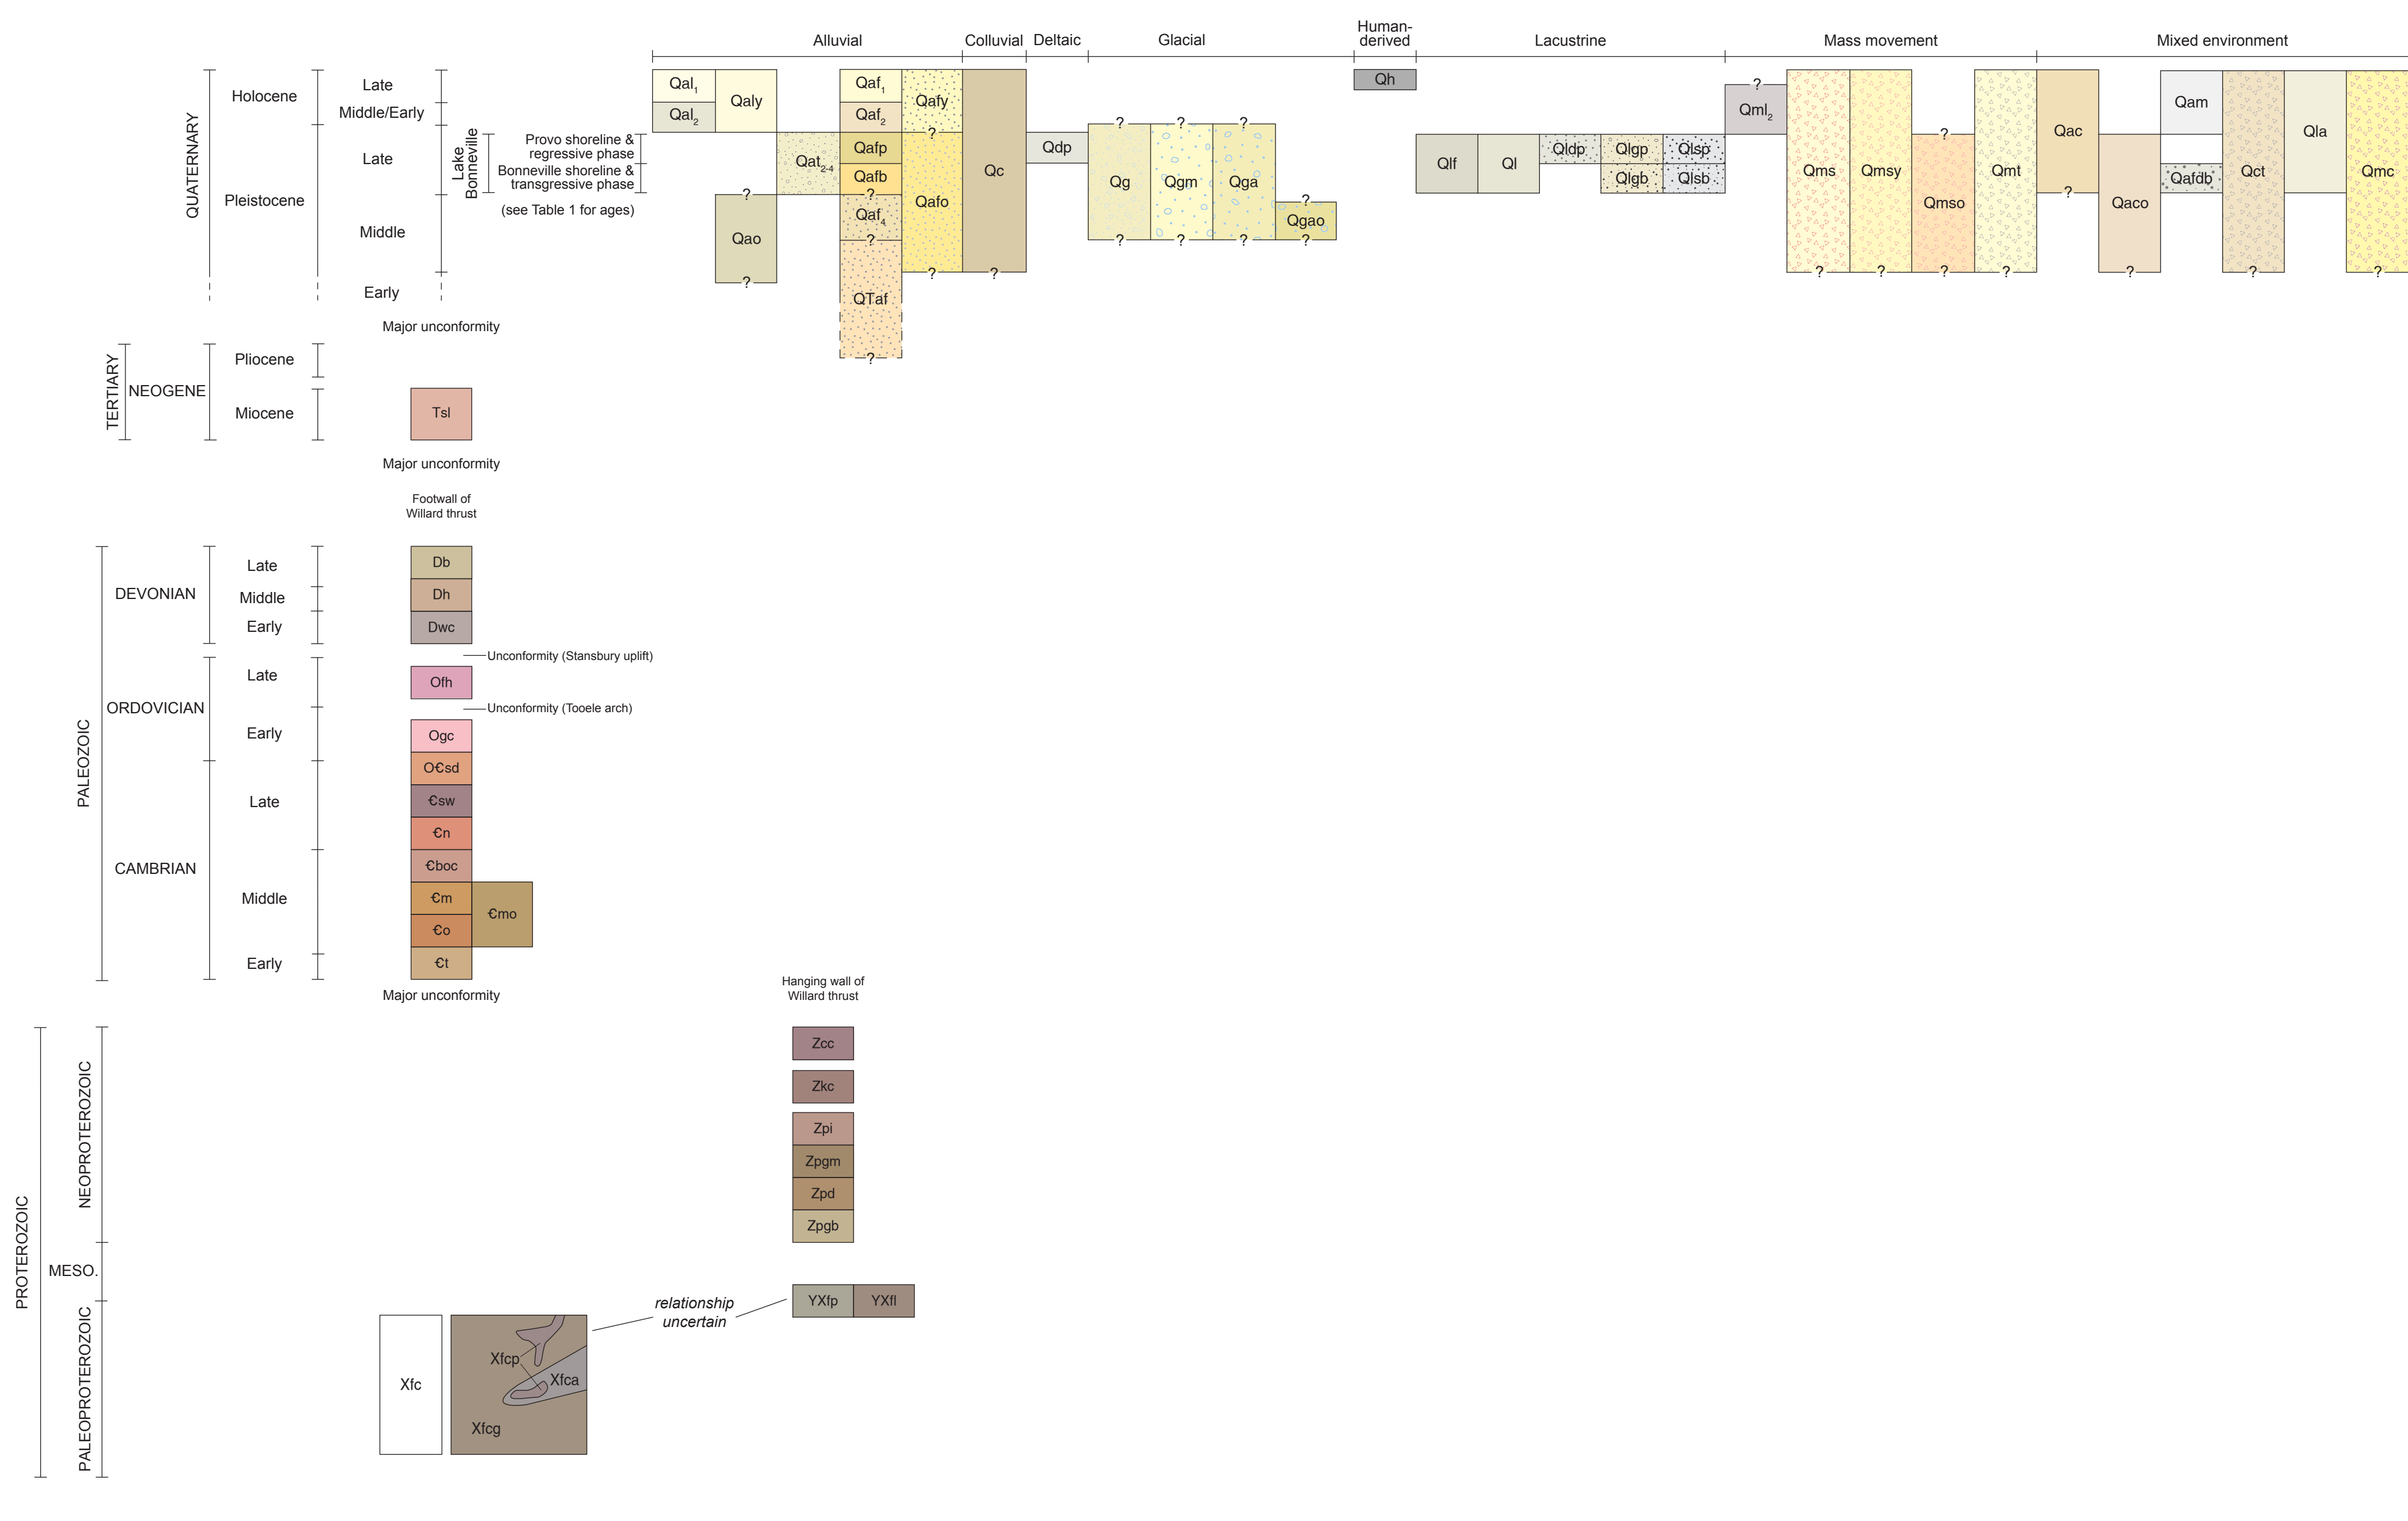 Alluvial
Colluvial
Deltaic
Glacial
Human-
derived
Lacustrine
Mass movement
Mixed environment
QUATERNARY
Holocene
Late
Middle/Early
Pleistocene
Late
Middle
Early
Lake
Bonneville
Provo shoreline &
regressive phase
Bonneville shoreline &
transgressive phase
(see Table 1 for ages)
Qal1
Qal2
Qaly
Qao
?
?
Qat2-4
Qaf1
Qaf2
Qafp
Qafb
?
Qaf4
?
QTaf
?
Qafy
?
Qafo
?
Qc
?
Qdp
?
Qg
?
?
Qgm
?
?
Qga
?
?
Qgao
?
Qh
Qlf
Ql
Qldp
Qlgp
Qlgb
Qlsp
Qlsb
?
Qml2
Qms
?
Qmsy
?
?
Qmso
?
Qmt
?
Qac
?
Qaco
?
Qam
Qafdb
Qct
?
Qla
Qmc
?
Major unconformity
TERTIARY
NEOGENE
Pliocene
Miocene
Tsl
Major unconformity
Footwall of
Willard thrust
PALEOZOIC
DEVONIAN
Late
Middle
Early
Db
Dh
Dwc
Unconformity (Stansbury uplift)
ORDOVICIAN
Late
Early
Ofh
Unconformity (Tooele arch)
Ogc
O€sd
CAMBRIAN
Late
Middle
Early
€sw
€n
€boc
€m
€mo
€o
€t
Major unconformity
Hanging wall of
Willard thrust
PROTEROZOIC
NEOPROTEROZOIC
Zcc
Zkc
Zpi
Zpgm
Zpd
Zpgb
MESO.
YXfp
YXfl
relationship
uncertain
PALEOPROTEROZOIC
Xfc
Xfcp
Xfca
Xfcg